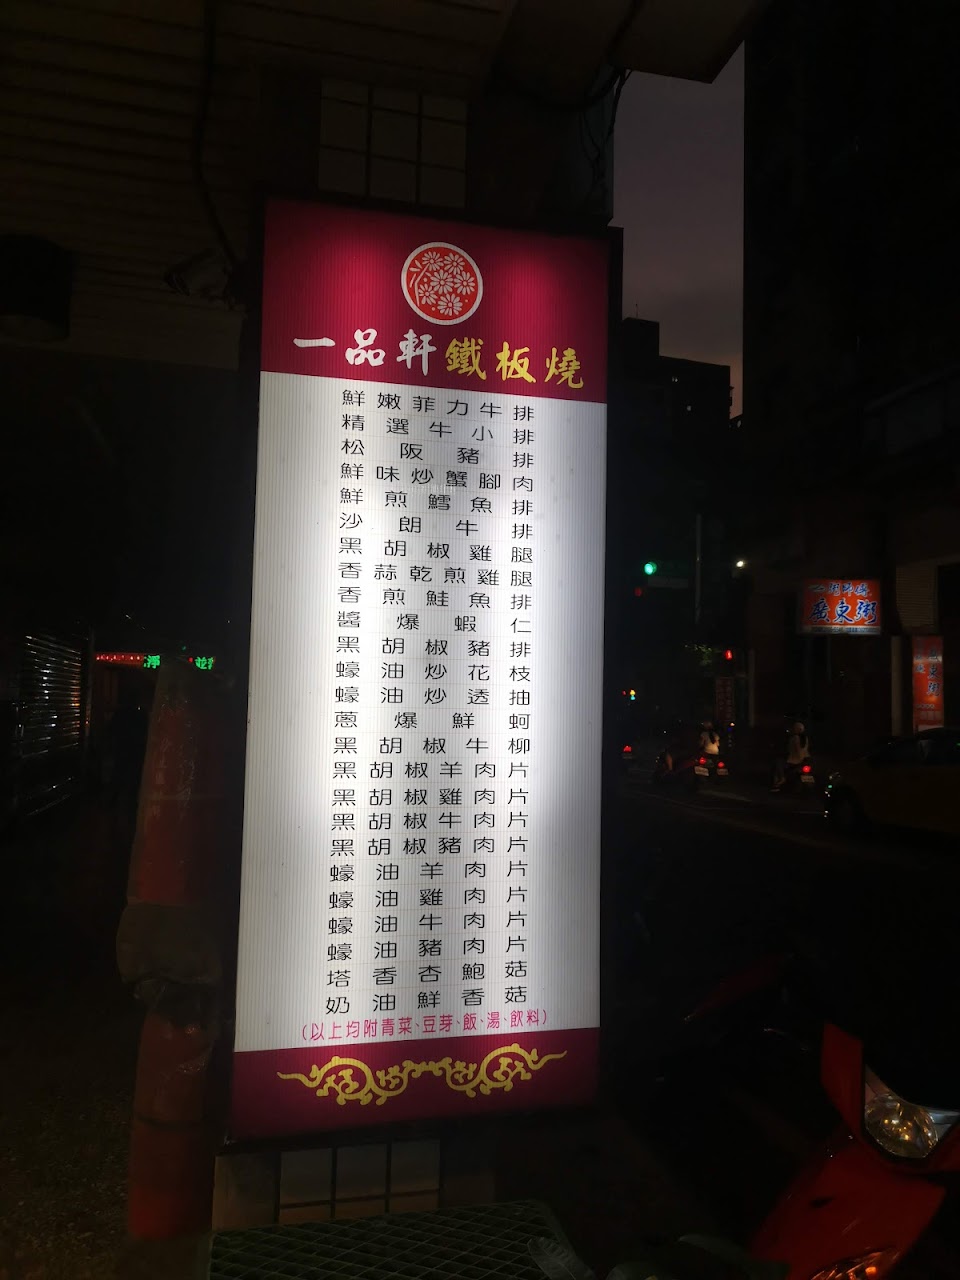 一品軒鐵板燒
鮮嫩菲力牛排
精選牛小排
松阪豬排
鮮味炒蟹腳肉
鮮煎鱈魚排
沙朗牛排
黑胡椒雞腿
香蒜乾煎雞腿
香煎鮭魚排
醬爆蝦仁
黑胡椒豬排
蠔油炒花枝
蠔油炒透抽
蔥爆鮮蚵
黑胡椒牛柳
黑胡椒羊肉片
黑胡椒雞肉片
黑胡椒牛肉片
黑胡椒豬肉片
蠔油羊肉片
蠔油雞肉片
蠔油牛肉片
蠔油豬肉片
塔香杏鮑菇
奶油鮮香菇
(以上均附青菜、豆芽、飯、湯、飲料)
廣東粥